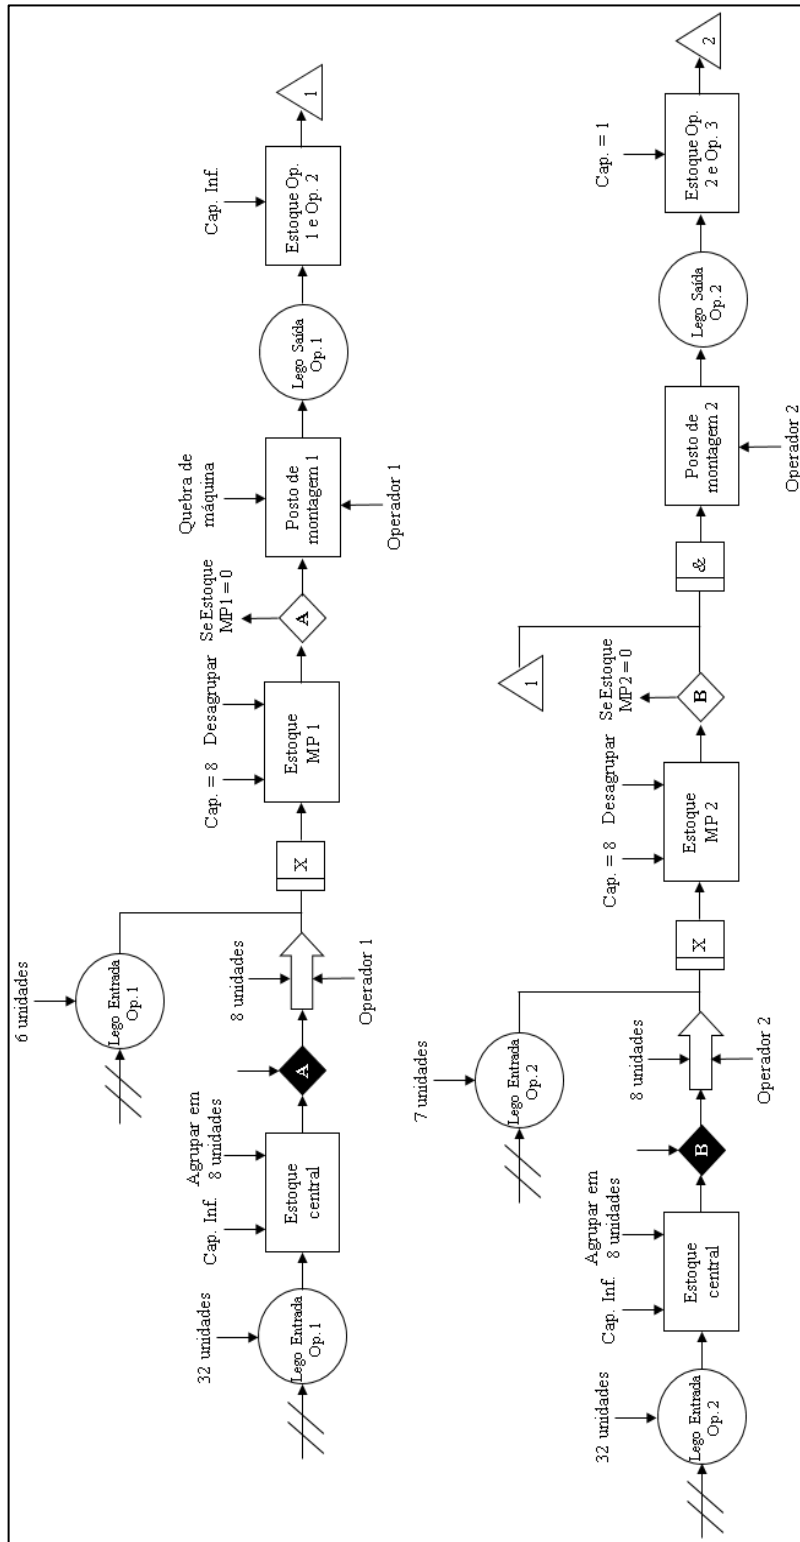 32 unidades
Lego Entrada
Op.1
Cap. Inf.
Agrupar em
8 unidades
Estoque
central
A
8 unidades
Operador 1
6 unidades
Lego Entrada
Op.1
X
Cap. = 8
Desagrupar
Estoque
MP 1
Se Estoque
MP1 = 0
A
Quebra de
máquina
Posto de
montagem 1
Operador 1
Lego Saída
Op.1
Cap. Inf.
Estoque Op.
1 e Op. 2
1
32 unidades
Lego Entrada
Op.2
Cap. Inf.
Agrupar em
8 unidades
Estoque
central
B
8 unidades
Operador 2
7 unidades
Lego Entrada
Op.2
X
Cap. = 8
Desagrupar
Estoque
MP 2
Se Estoque
MP2 = 0
B
1
&
Posto de
montagem 2
Operador 2
Lego Saída
Op.2
Cap. = 1
Estoque Op.
2 e Op. 3
2